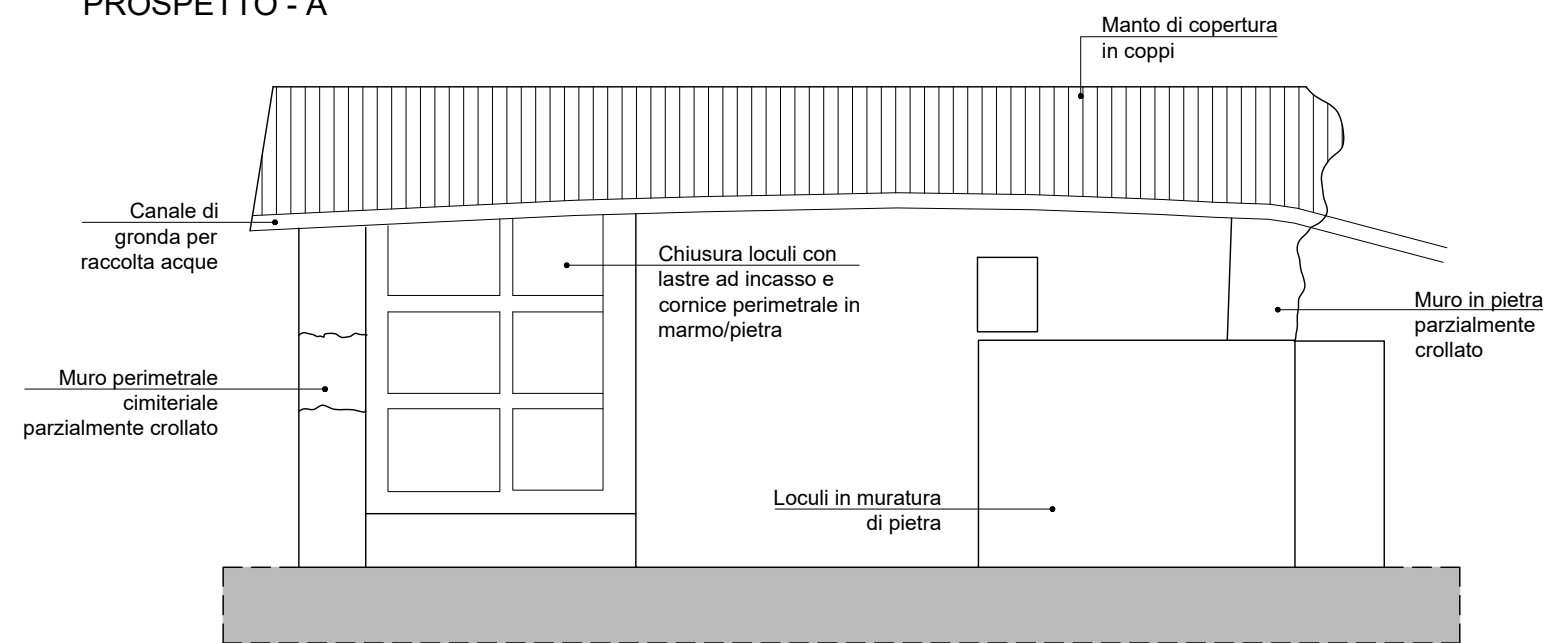 PROSPETTO - A
Manto di copertura
in coppi
Canale di
gronda per
raccolta acque
Chiusura loculi con
lastre ad incasso e
cornice perimetrale in
marmo/pietra
Muro in pietra
parzialmente
crollato
Muro perimetrale
cimiteriale
parzialmente crollato
Loculi in muratura
di pietra